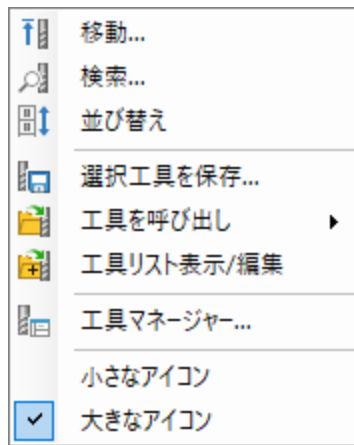 移動...
検索...
並び替え
選択工具を保存...
工具を呼び出し
工具リスト表示/編集
工具マネージャー...
小さなアイコン
大きなアイコン